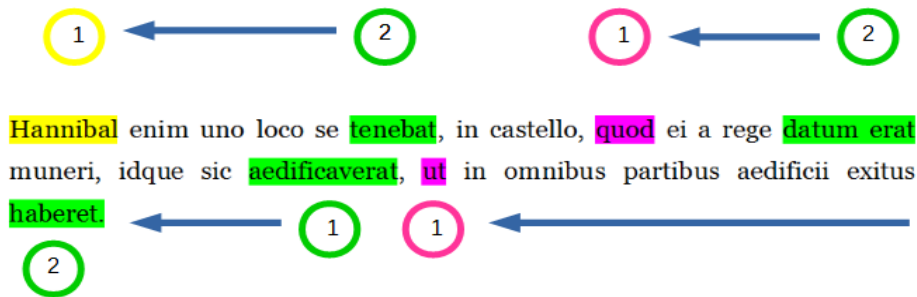 1 2 1 2
Hannibal enim uno loco se tenebat, in castello, quod ei a rege datum erat
muneri, idque sic aedificaverat, ut in omnibus partibus aedificii exitus
haberet. 1 1
2